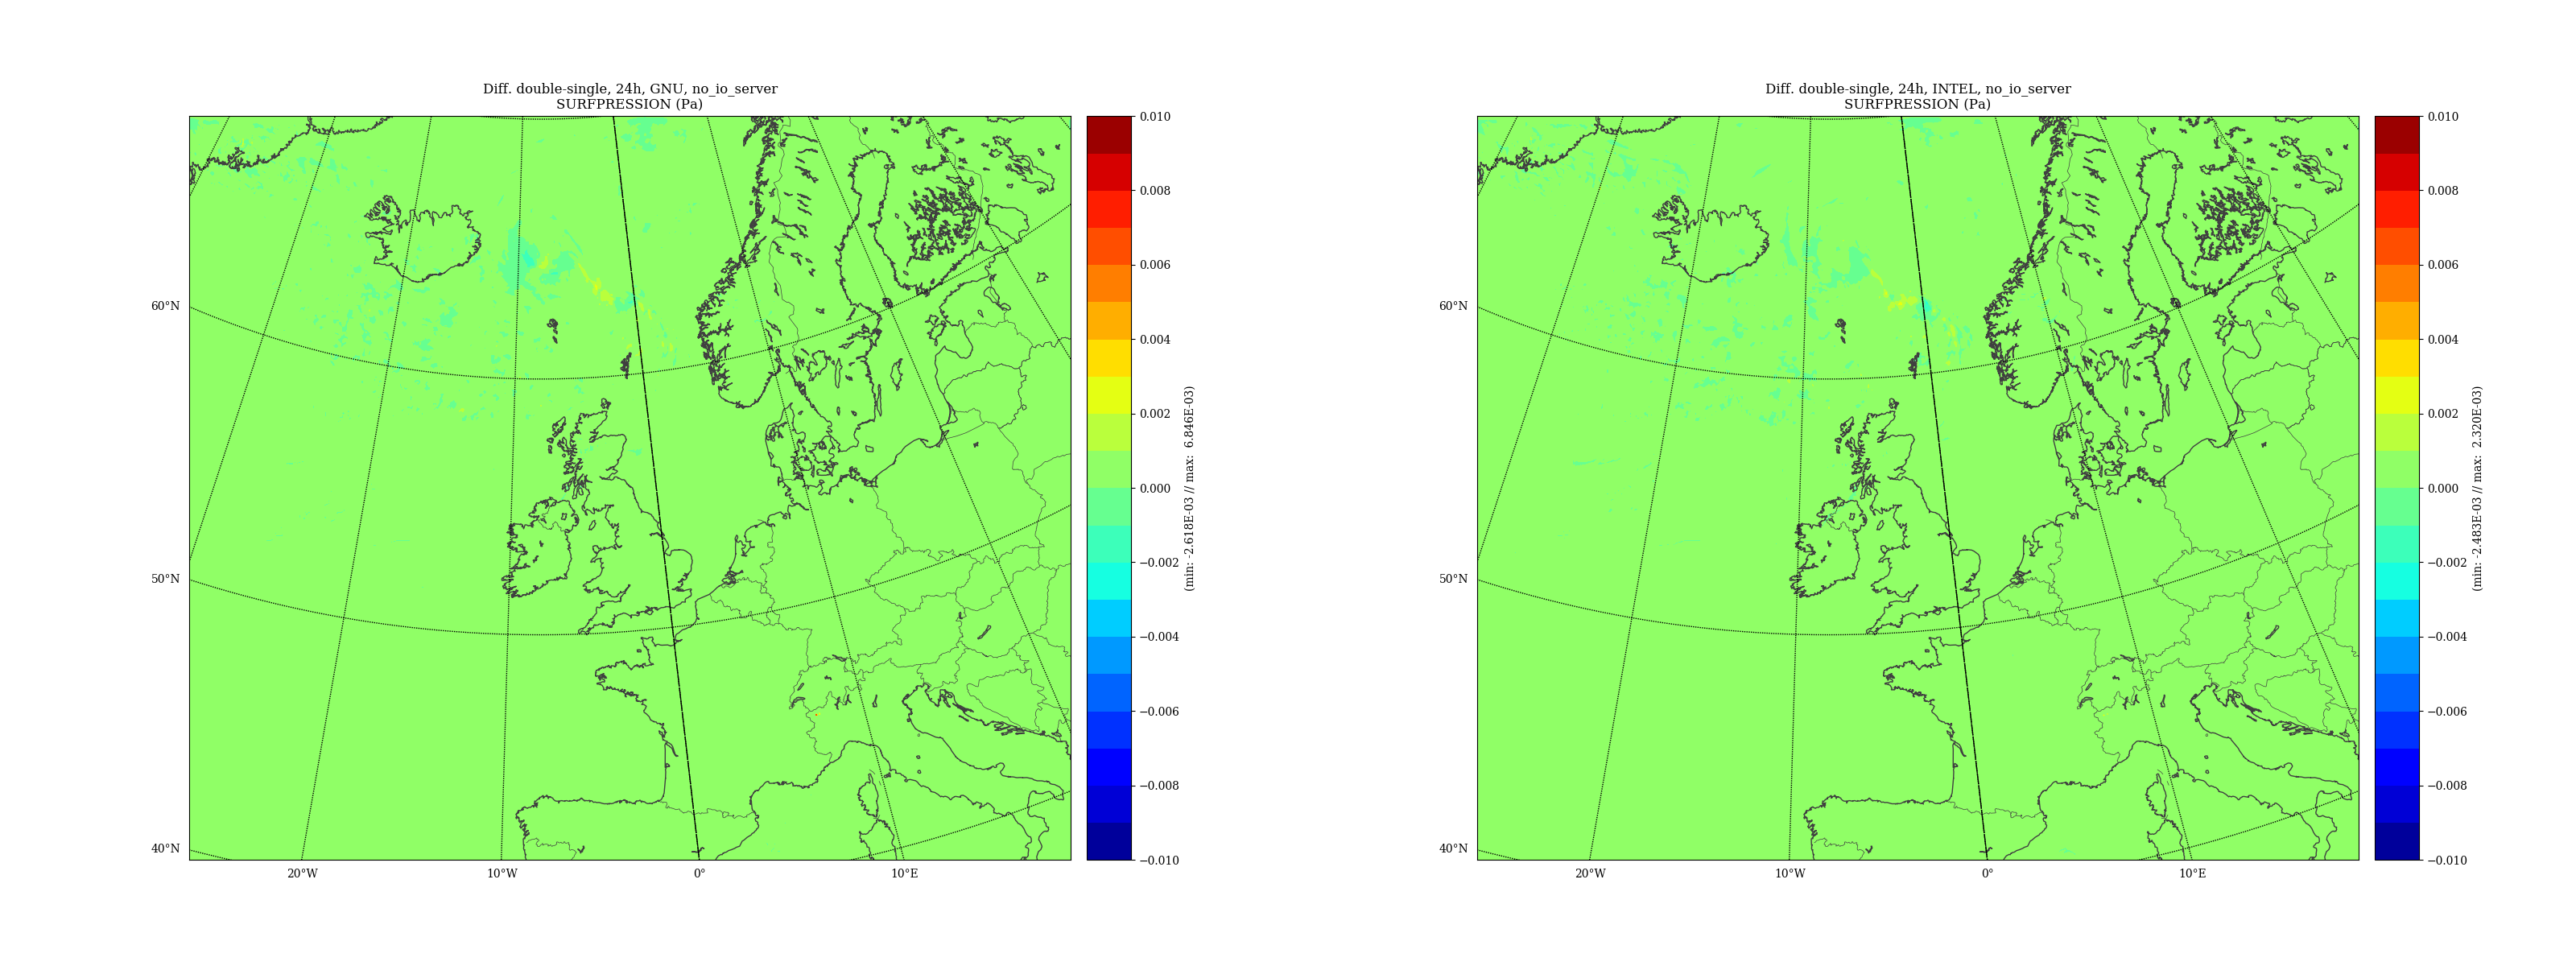 Diff. double-single, 24h, GNU, no_io_server
SURFPRESSION (Pa)
60°N
50°N
40°N
20°W
10°W
0°
10°E
0.010
0.008
0.006
0.004
0.002
0.000
−0.002
−0.004
−0.006
−0.008
−0.010
(min: -2.618E-03 // max:  6.846E-03)
Diff. double-single, 24h, INTEL, no_io_server
SURFPRESSION (Pa)
60°N
50°N
40°N
20°W
10°W
0°
10°E
0.010
0.008
0.006
0.004
0.002
0.000
−0.002
−0.004
−0.006
−0.008
−0.010
(min: -2.483E-03 // max:  2.320E-03)